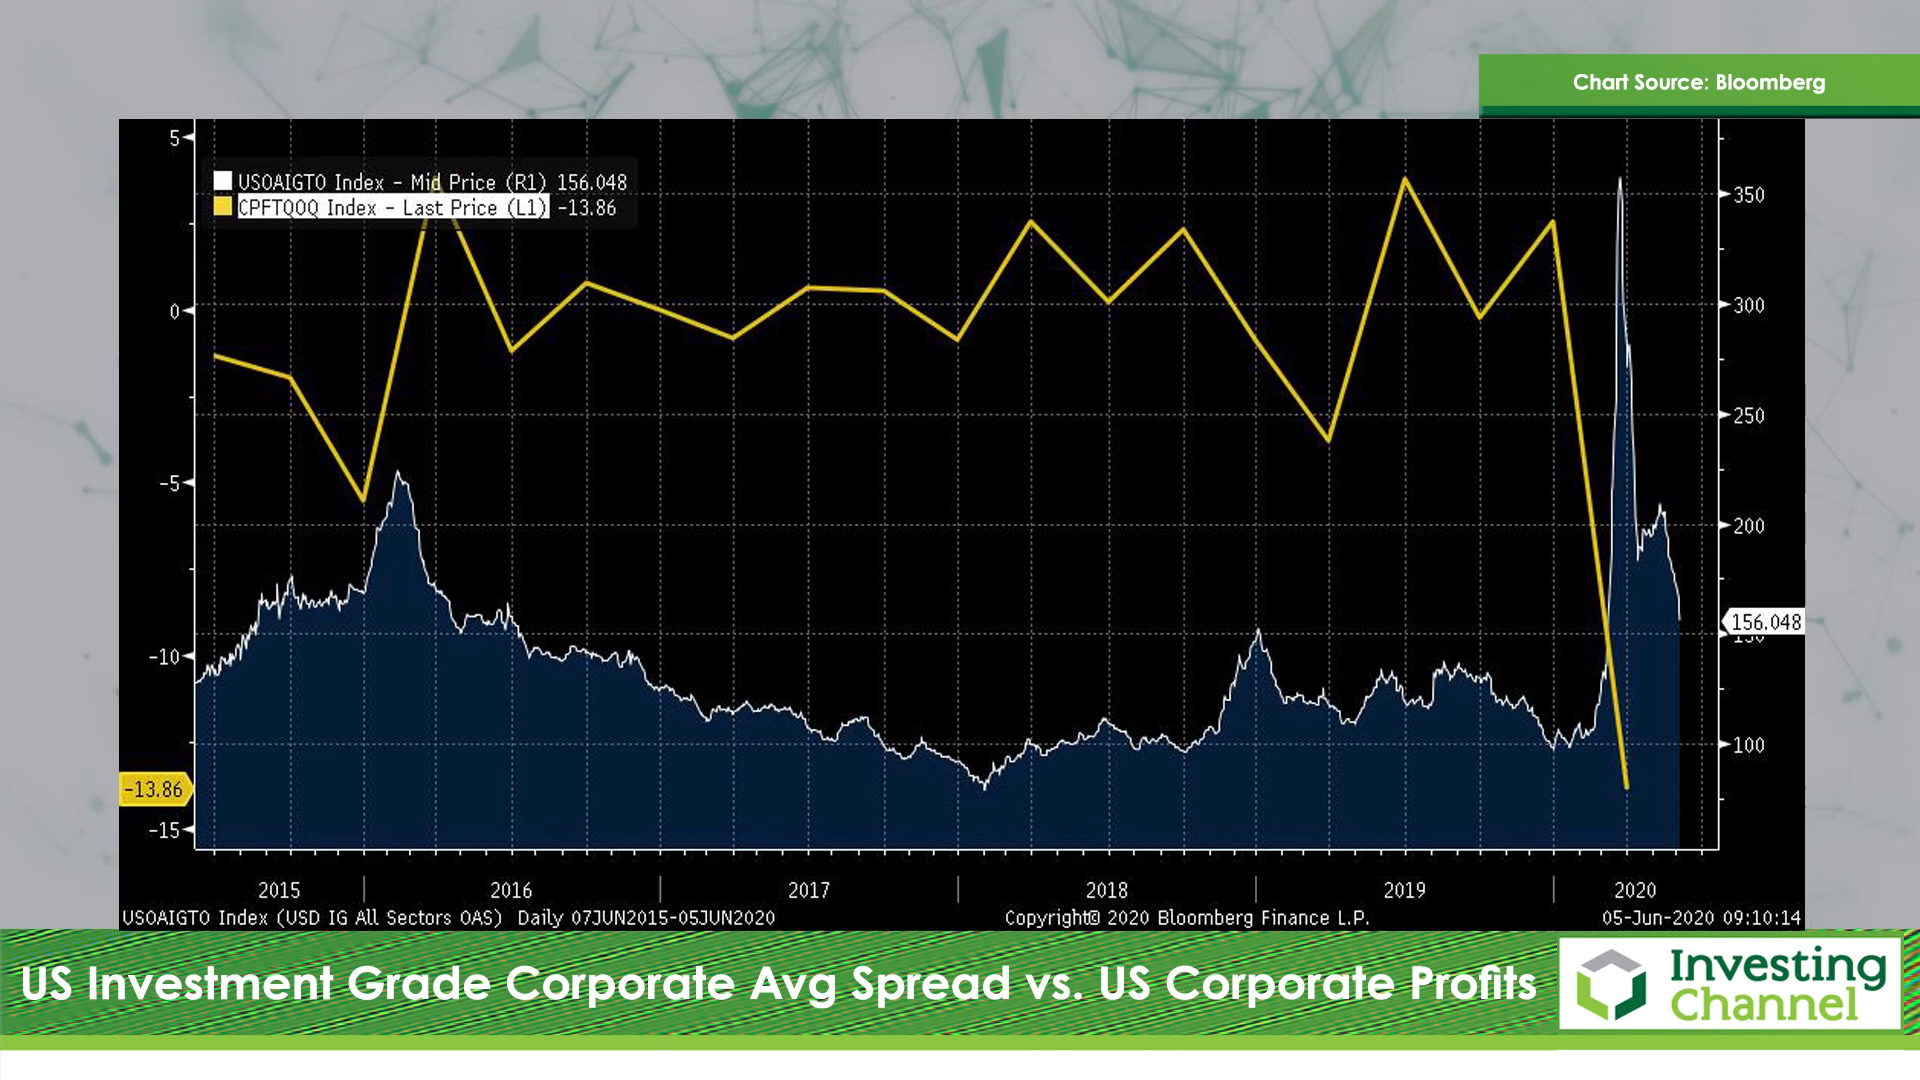 Chart Source: Bloomberg
5
0
-5
-10
-15
-13.86
USOAIGTO Index - Mid Price (R1) 156.048
CPFTQOQ Index - Last Price (L1) -13.86
350
300
250
200
156.048
150
100
2015 2016 2017 2018 2019 2020
USOAIGTO Index (USD IG All Sectors OAS) Daily 07JUN2015-05JUN2020 Copyright© 2020 Bloomberg Finance L.P. 05-Jun-2020 09:10:14
US Investment Grade Corporate Avg Spread vs. US Corporate Profits
Investing
Channel